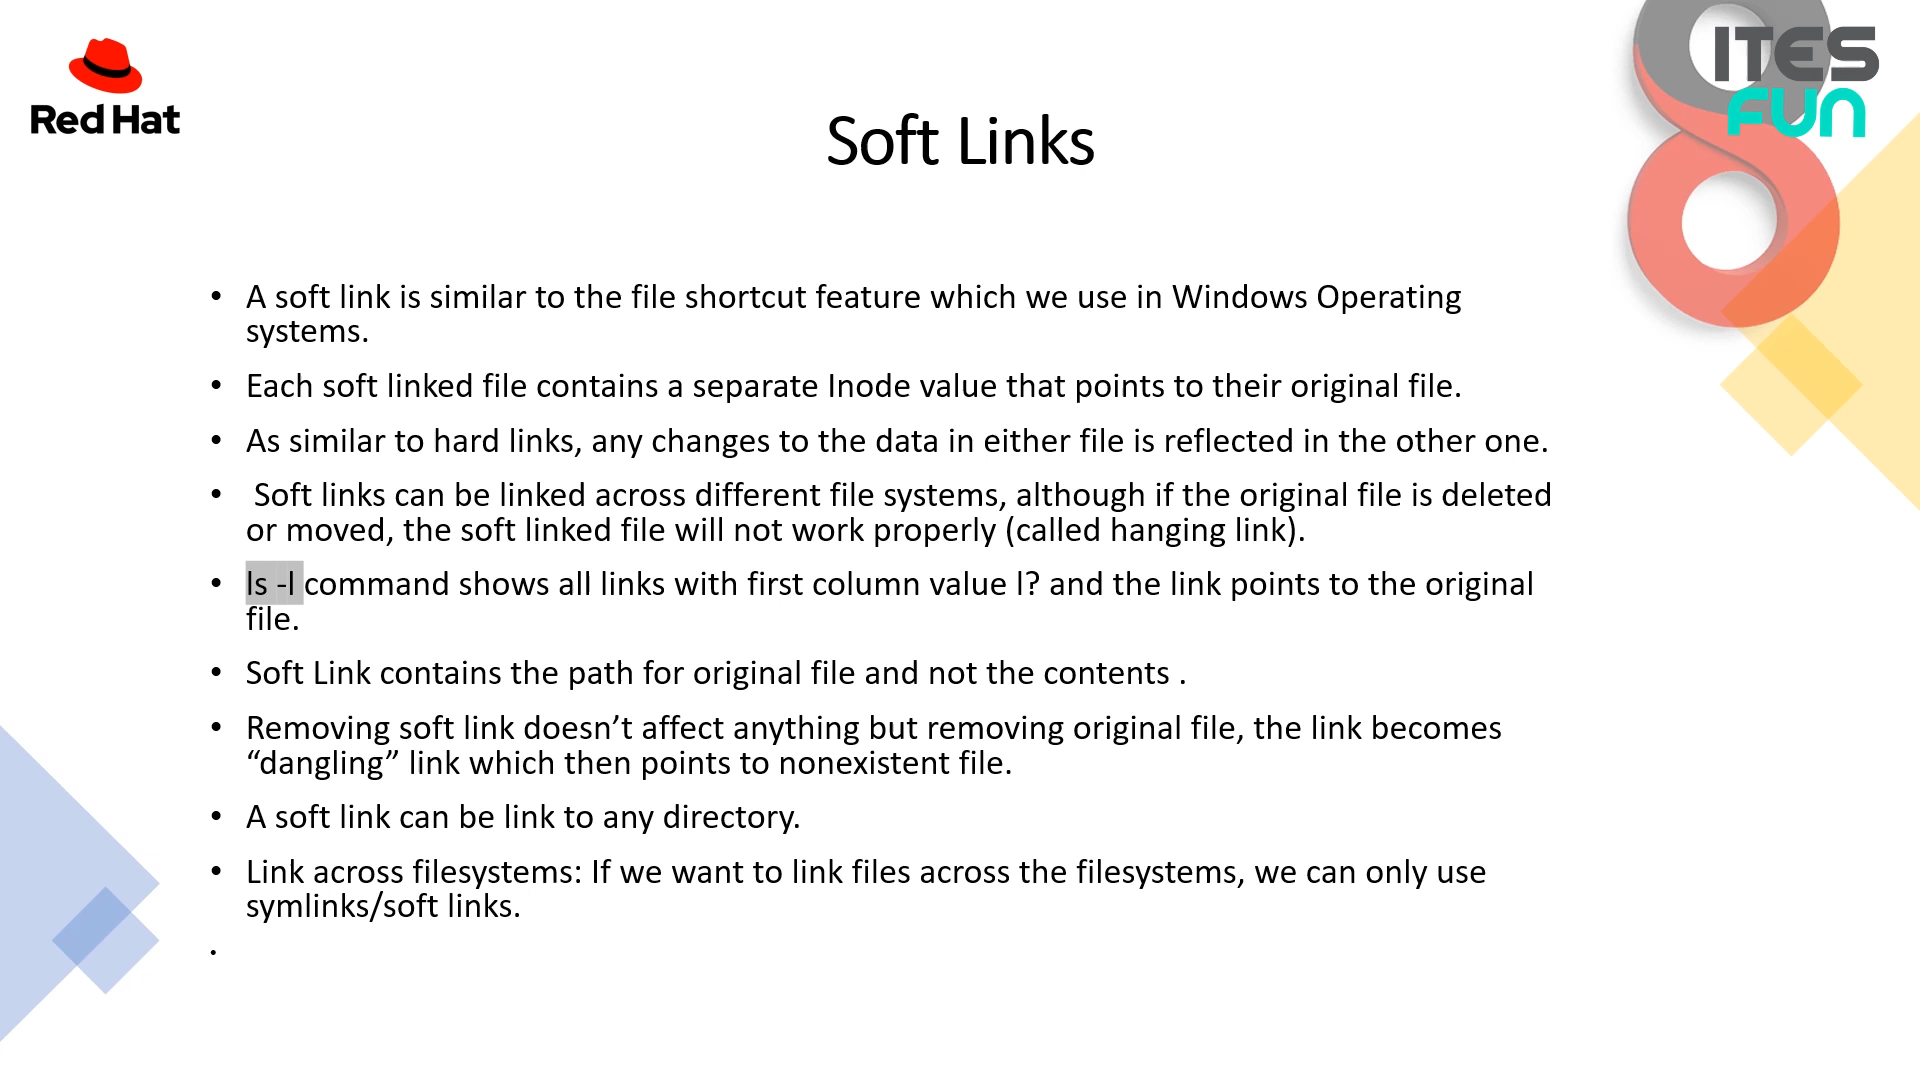 Red Hat
ITES
FUN
Soft Links
• A soft link is similar to the file shortcut feature which we use in Windows Operating
systems.
• Each soft linked file contains a separate Inode value that points to their original file.
• As similar to hard links, any changes to the data in either file is reflected in the other one.
• Soft links can be linked across different file systems, although if the original file is deleted
or moved, the soft linked file will not work properly (called hanging link).
• ls -l command shows all links with first column value l? and the link points to the original
file.
• Soft Link contains the path for original file and not the contents .
• Removing soft link doesn’t affect anything but removing original file, the link becomes
“dangling” link which then points to nonexistent file.
• A soft link can be link to any directory.
• Link across filesystems: If we want to link files across the filesystems, we can only use
symlinks/soft links.
•